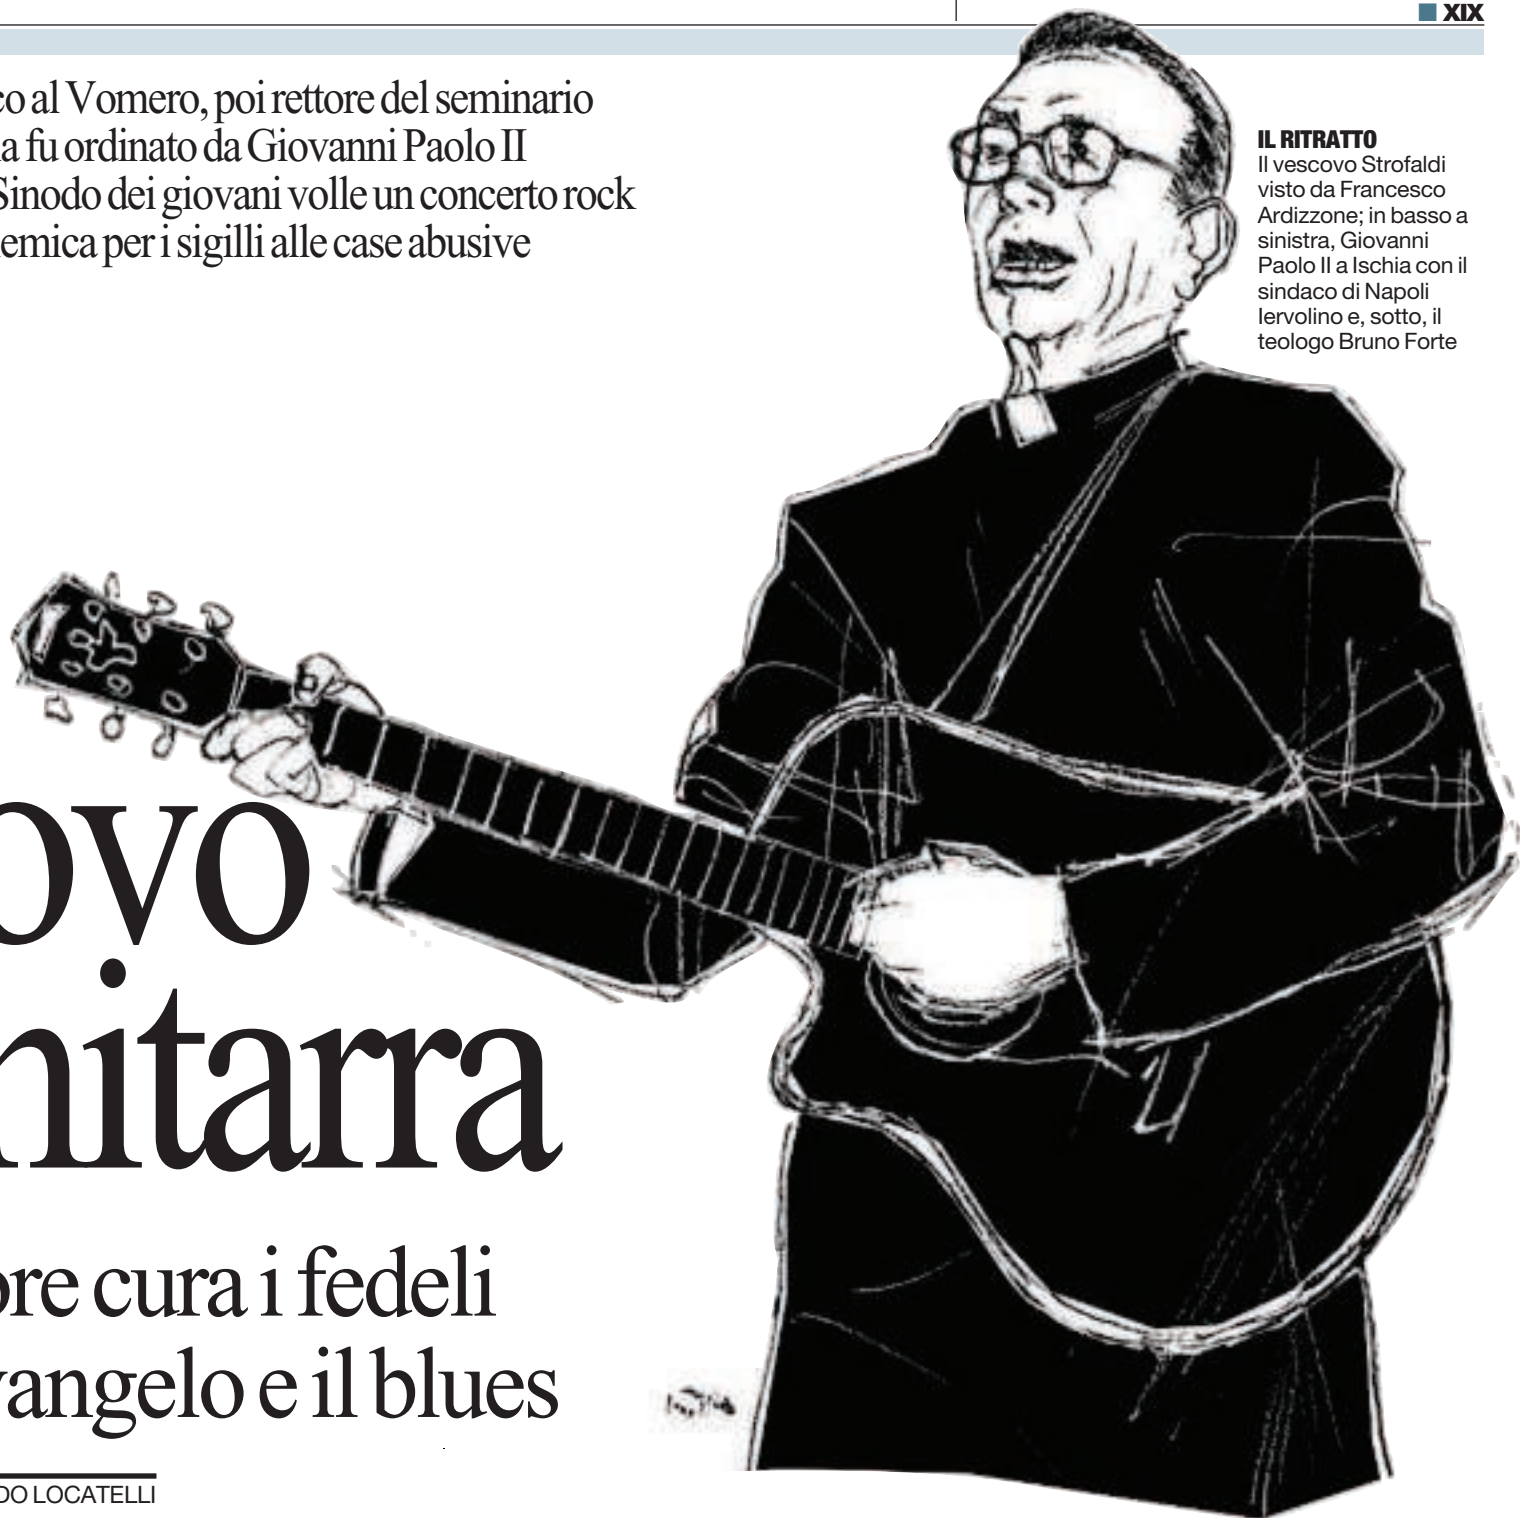 XIX
co al Vomero, poi rettore del seminario
a fu ordinato da Giovanni Paolo II
Sinodo dei giovani volle un concerto rock
emica per i sigilli alle case abusive
IL RITRATTO
Il vescovo Strofaldi
visto da Francesco
Ardizzone; in basso a
sinistra, Giovanni
Paolo II a Ischia con il
sindaco di Napoli
Iervolino e, sotto, il
teologo Bruno Forte
ovo
hitarra
ore cura i fedeli
vangelo e il blues
DO LOCATELLI